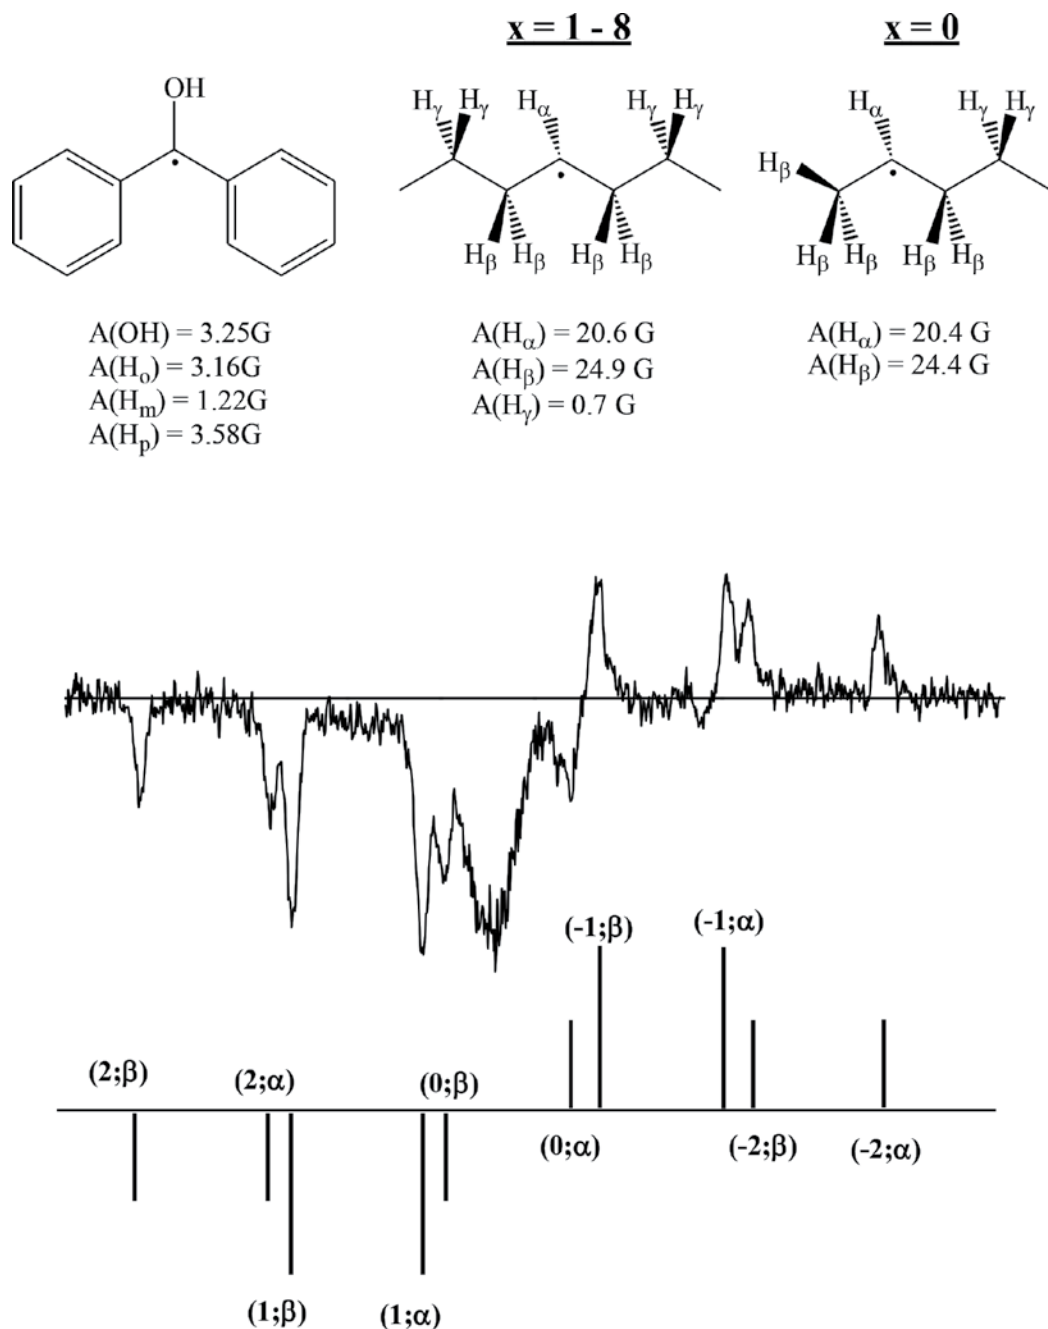 x = 1 - 8
x = 0
OH
Hγ Hγ Hα Hγ Hγ
Hα Hγ Hγ
Hβ
Hβ Hβ Hβ Hβ
Hβ Hβ Hβ Hβ
A(OH) = 3.25G
A(Ho) = 3.16G
A(Hm) = 1.22G
A(Hp) = 3.58G
A(Hα) = 20.6 G
A(Hβ) = 24.9 G
A(Hγ) = 0.7 G
A(Hα) = 20.4 G
A(Hβ) = 24.4 G
(-1;β)
(-1;α)
(2;β)
(2;α)
(0;β)
(0;α)
(-2;β)
(-2;α)
(1;β)
(1;α)